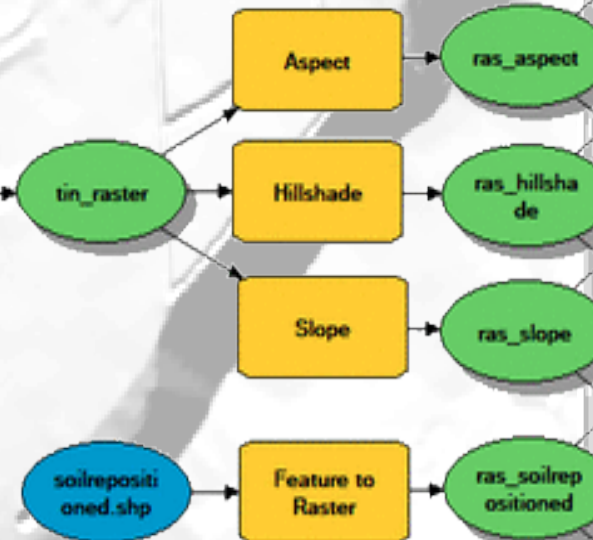 Aspect
ras_aspect
tin_raster
Hillshade
ras_hillsha
de
Slope
ras_slope
soilrepositi
oned.shp
Feature to
Raster
ras_soilrep
ositioned